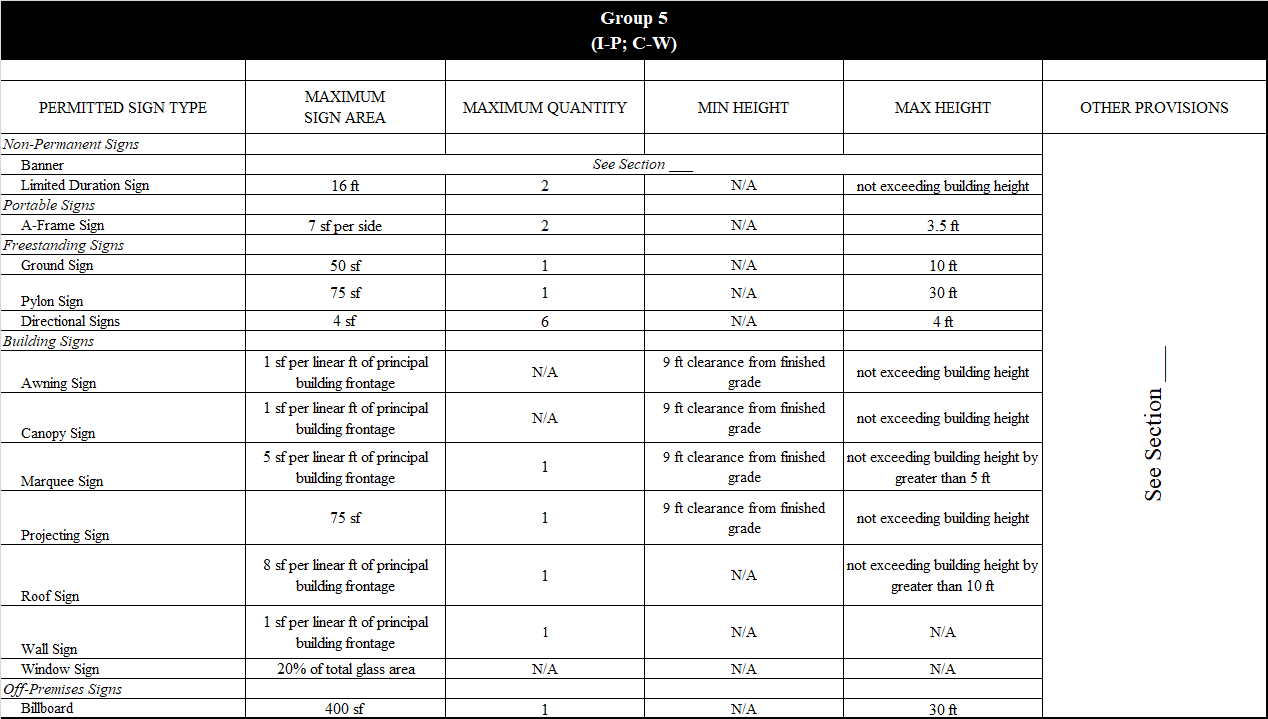 Group 5
(I-P; C-W)
PERMITTED SIGN TYPE
MAXIMUM
SIGN AREA
MAXIMUM QUANTITY
MIN HEIGHT
MAX HEIGHT
OTHER PROVISIONS
Non-Permanent Signs
Banner
See Section ___
Limited Duration Sign
16 ft
2
N/A
not exceeding building height
Portable Signs
A-Frame Sign
7 sf per side
2
N/A
3.5 ft
Freestanding Signs
Ground Sign
50 sf
1
N/A
10 ft
Pylon Sign
75 sf
1
N/A
30 ft
Directional Signs
4 sf
6
N/A
4 ft
Building Signs
Awning Sign
1 sf per linear ft of principal
building frontage
N/A
9 ft clearance from finished
grade
not exceeding building height
Canopy Sign
1 sf per linear ft of principal
building frontage
N/A
9 ft clearance from finished
grade
not exceeding building height
Marquee Sign
5 sf per linear ft of principal
building frontage
1
9 ft clearance from finished
grade
not exceeding building height by
greater than 5 ft
Projecting Sign
75 sf
1
9 ft clearance from finished
grade
not exceeding building height
Roof Sign
8 sf per linear ft of principal
building frontage
1
N/A
not exceeding building height by
greater than 10 ft
Wall Sign
1 sf per linear ft of principal
building frontage
1
N/A
N/A
Window Sign
20% of total glass area
N/A
N/A
N/A
Off-Premises Signs
Billboard
400 sf
1
N/A
30 ft
See Section ___